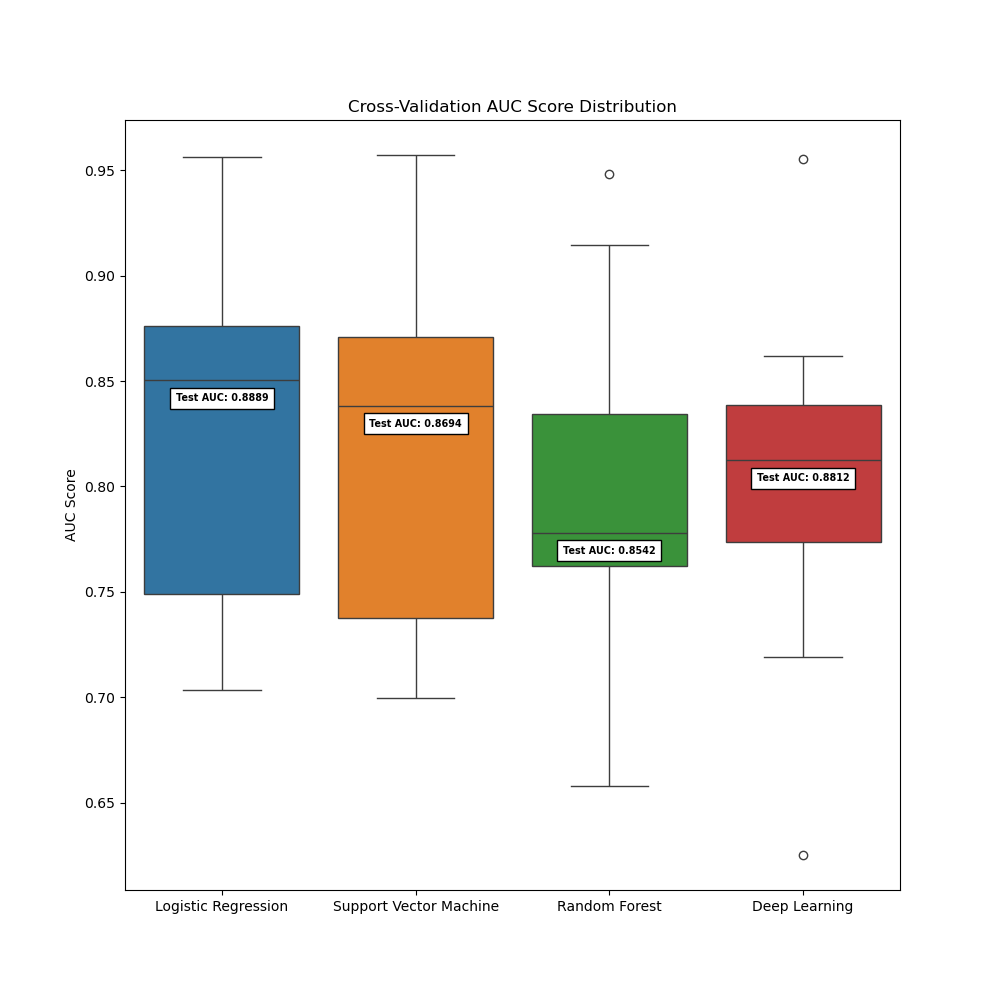 Cross-Validation AUC Score Distribution
AUC Score
0.95
0.90
0.85
0.80
0.75
0.70
0.65
Test AUC: 0.8889
Test AUC: 0.8694
Test AUC: 0.8542
Test AUC: 0.8812
Logistic Regression
Support Vector Machine
Random Forest
Deep Learning